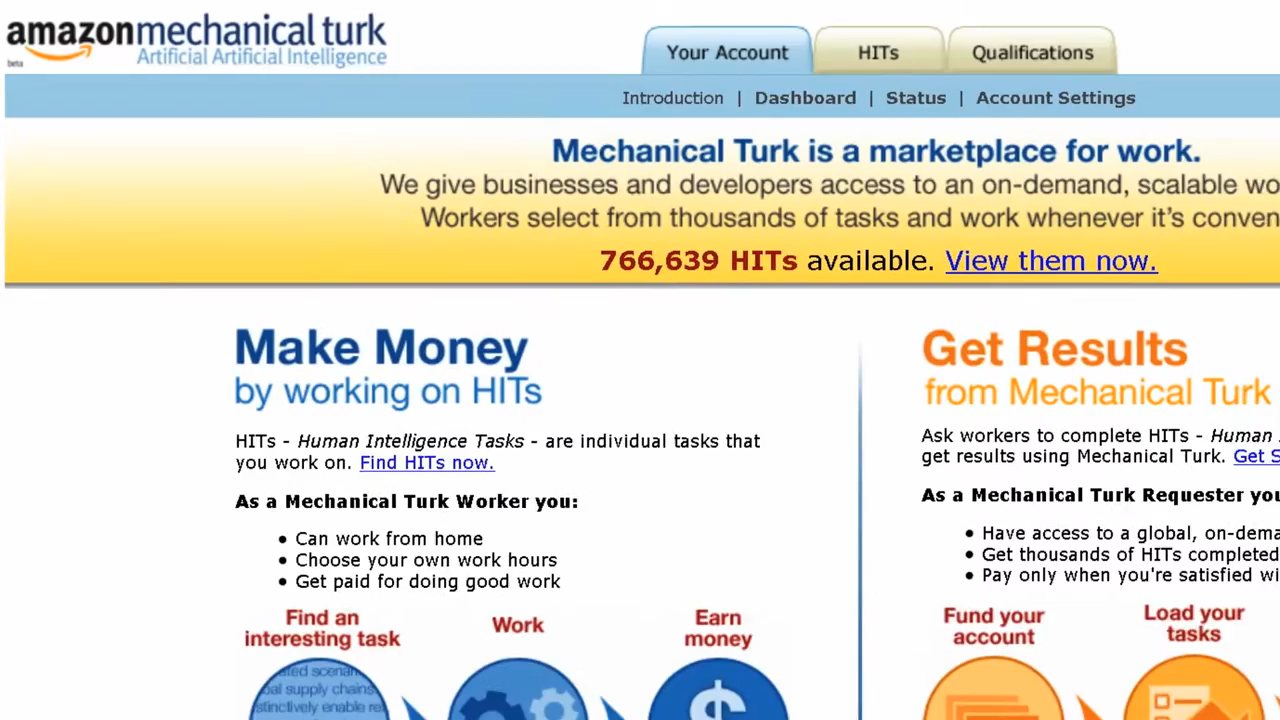 amazonmechanical turk
Artificial Artificial Intelligence
beta
Your Account
HITs
Qualifications
Introduction | Dashboard | Status | Account Settings
Mechanical Turk is a marketplace for work.
We give businesses and developers access to an on-demand, scalable wo
Workers select from thousands of tasks and work whenever it's conven
766,639 HITs available. View them now.
Make Money
by working on HITs
HITs - Human Intelligence Tasks - are individual tasks that
you work on. Find HITs now.
As a Mechanical Turk Worker you:
• Can work from home
• Choose your own work hours
• Get paid for doing good work
Find an
interesting task
Work
Earn
money
$
Get Results
from Mechanical Turk
Ask workers to complete HITs - Human
get results using Mechanical Turk. Get S
As a Mechanical Turk Requester you
• Have access to a global, on-dema
• Get thousands of HITs completed
• Pay only when you're satisfied wi
Fund your
account
Load your
tasks